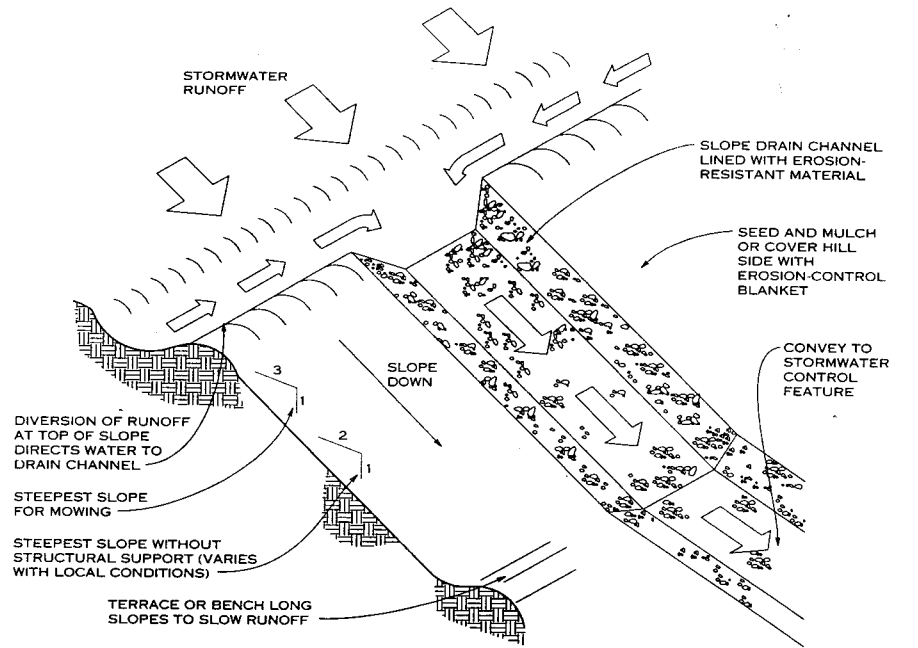 STORMWATER
RUNOFF
SLOPE DRAIN CHANNEL
LINED WITH EROSION-
RESISTANT MATERIAL
SEED AND MULCH
OR COVER HILL
SIDE WITH
EROSION-CONTROL
BLANKET
SLOPE
DOWN
CONVEY TO
STORMWATER
CONTROL
FEATURE
3
1
2
1
DIVERSION OF RUNOFF
AT TOP OF SLOPE
DIRECTS WATER TO
DRAIN CHANNEL
STEEPEST SLOPE
FOR MOWING
STEEPEST SLOPE WITHOUT
STRUCTURAL SUPPORT (VARIES
WITH LOCAL CONDITIONS)
TERRACE OR BENCH LONG
SLOPES TO SLOW RUNOFF